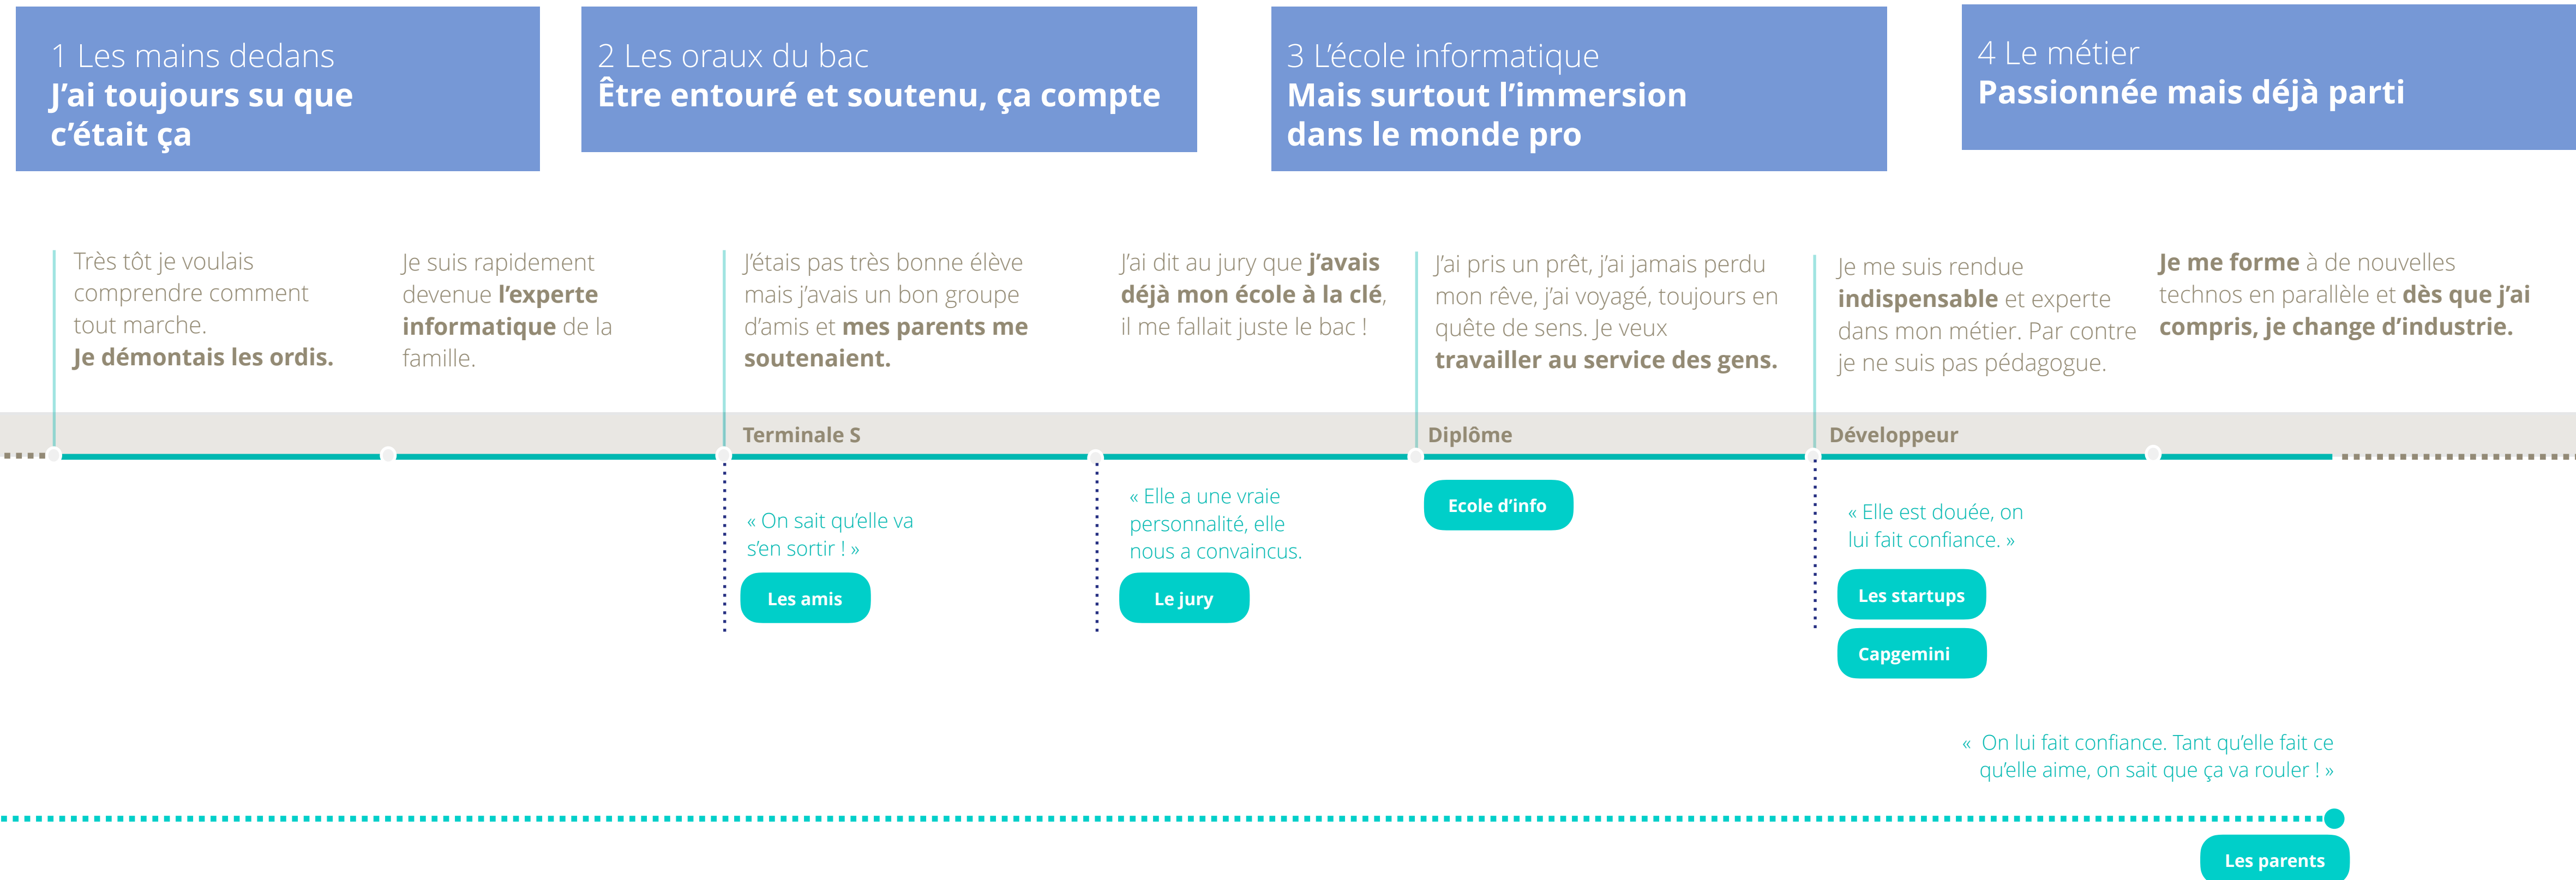 1 Les mains dedans
J’ai toujours su que
c’était ça
2 Les oraux du bac
Être entouré et soutenu, ça compte
3 L’école informatique
Mais surtout l’immersion
dans le monde pro
4 Le métier
Passionnée mais déjà parti
Très tôt je voulais
comprendre comment
tout marche.
Je démontais les ordis.
Je suis rapidement
devenue l’experte
informatique de la
famille.
J’étais pas très bonne élève
mais j’avais un bon groupe
d’amis et mes parents me
soutenaient.
J’ai dit au jury que j’avais
déjà mon école à la clé,
il me fallait juste le bac !
J’ai pris un prêt, j’ai jamais perdu
mon rêve, j’ai voyagé, toujours en
quête de sens. Je veux
travailler au service des gens.
Je me suis rendue
indispensable et experte
dans mon métier. Par contre
je ne suis pas pédagogue.
Je me forme à de nouvelles
technos en parallèle et dès que j’ai
compris, je change d’industrie.
Terminale S
Diplôme
Développeur
« On sait qu’elle va
s’en sortir ! »
Les amis
« Elle a une vraie
personnalité, elle
nous a convaincus.
Le jury
Ecole d’info
« Elle est douée, on
lui fait confiance. »
Les startups
Capgemini
« On lui fait confiance. Tant qu’elle fait ce
qu’elle aime, on sait que ça va rouler ! »
Les parents